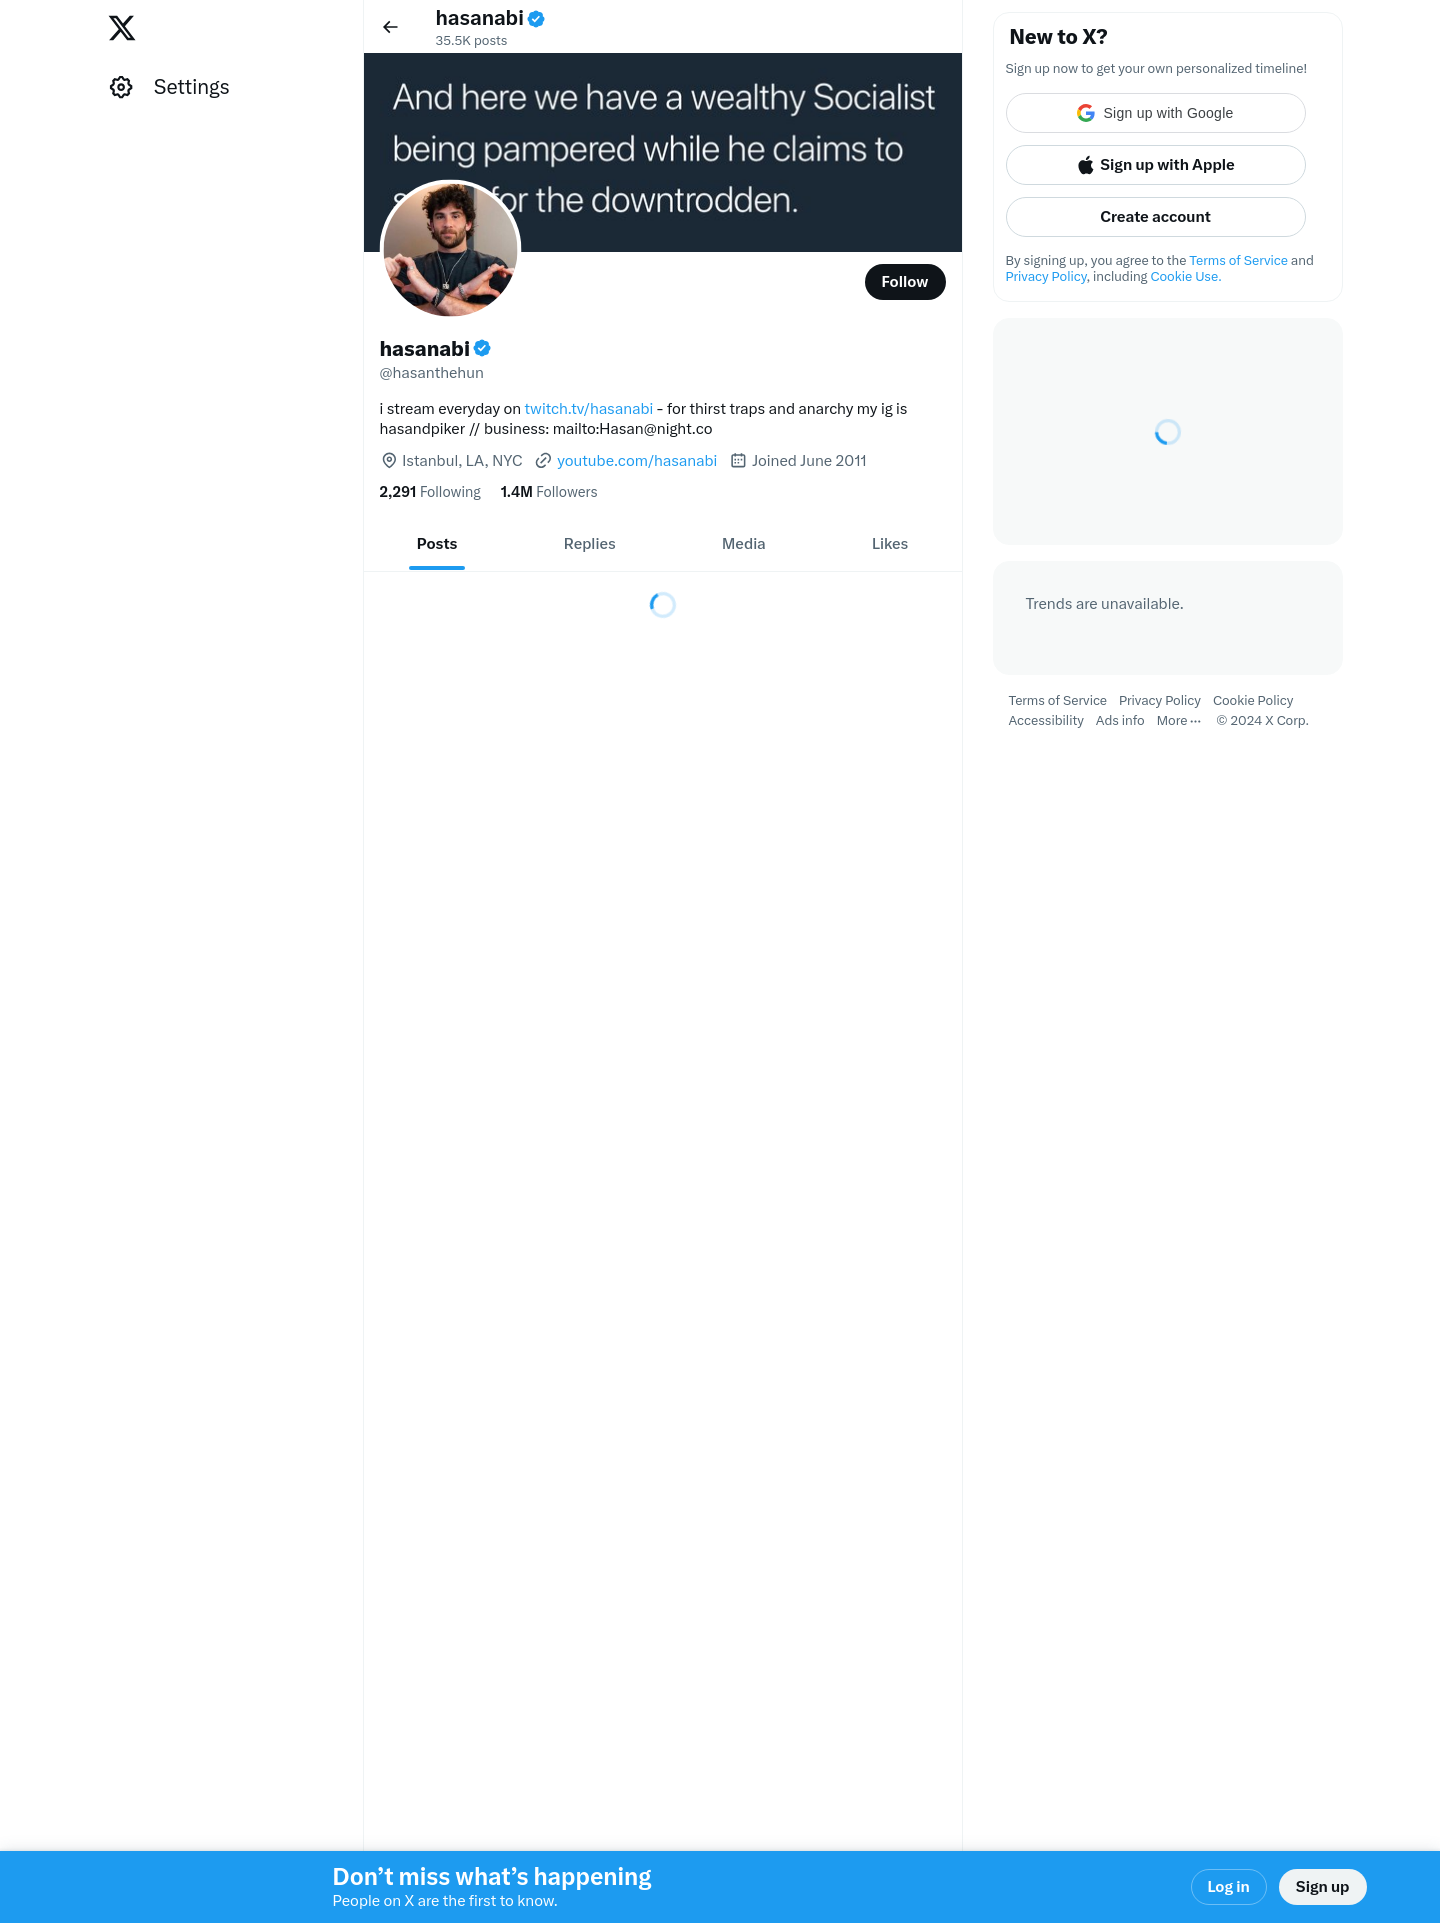 Settings
hasanabi
35.5K posts
And here we have a wealthy Socialist
being pampered while he claims to
for the downtrodden.
Follow
hasanabi
@hasanthehun
i stream everyday on twitch.tv/hasanabi - for thirst traps and anarchy my ig is
hasandpiker // business: mailto:Hasan@night.co
Istanbul, LA, NYC youtube.com/hasanabi Joined June 2011
2,291 Following 1.4M Followers
Posts Replies Media Likes
New to X?
Sign up now to get your own personalized timeline!
Sign up with Google
Sign up with Apple
Create account
By signing up, you agree to the Terms of Service and
Privacy Policy, including Cookie Use.
Trends are unavailable.
Terms of Service Privacy Policy Cookie Policy
Accessibility Ads info More ··· © 2024 X Corp.
Don’t miss what’s happening
People on X are the first to know.
Log in
Sign up